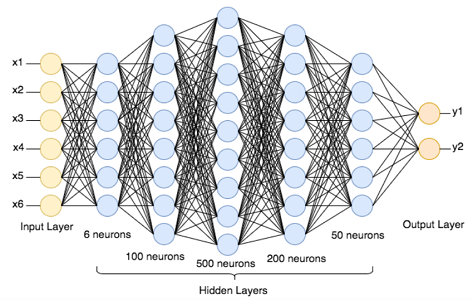 x1
x2
x3
x4
x5
x6
y1
y2
Input Layer
6 neurons
100 neurons
500 neurons
200 neurons
50 neurons
Output Layer
Hidden Layers